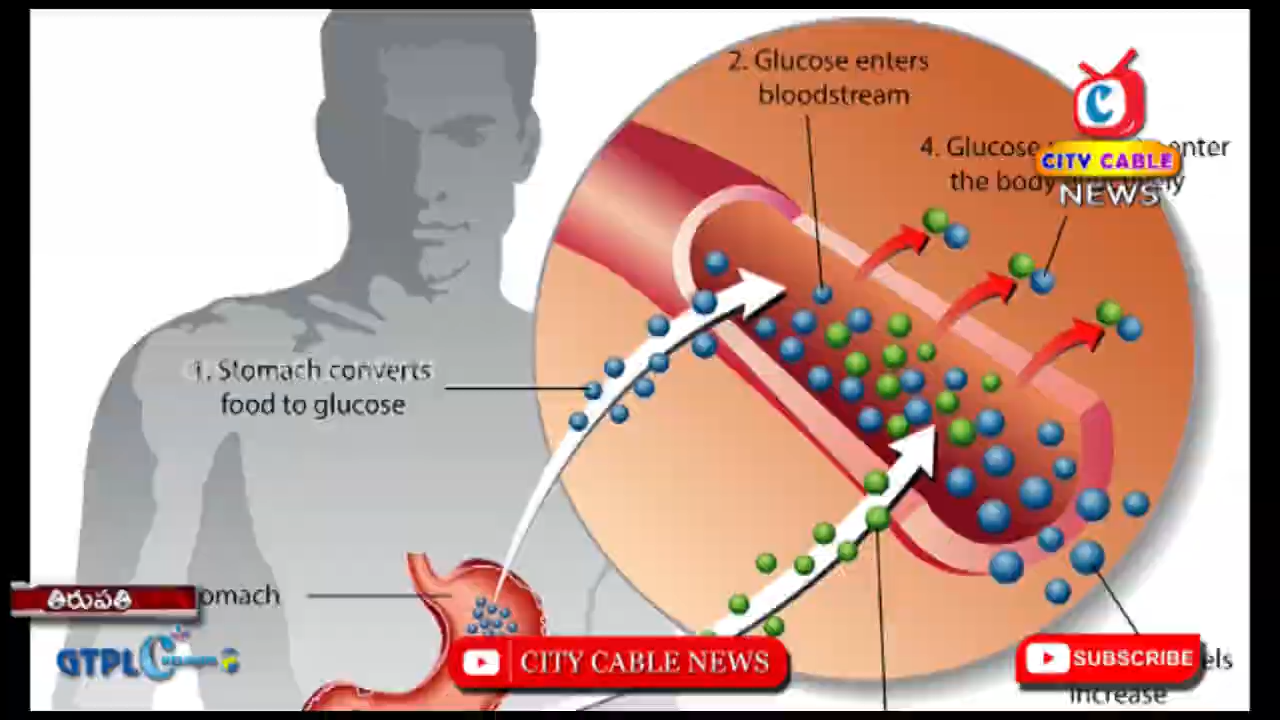 2. Glucose enters
bloodstream
4. Glucose enter
the body
CITY CABLE
NEWS
1. Stomach converts
food to glucose
తిరుపతి
omach
GTPL
CITY CABLE NEWS
SUBSCRIBE
els
increase